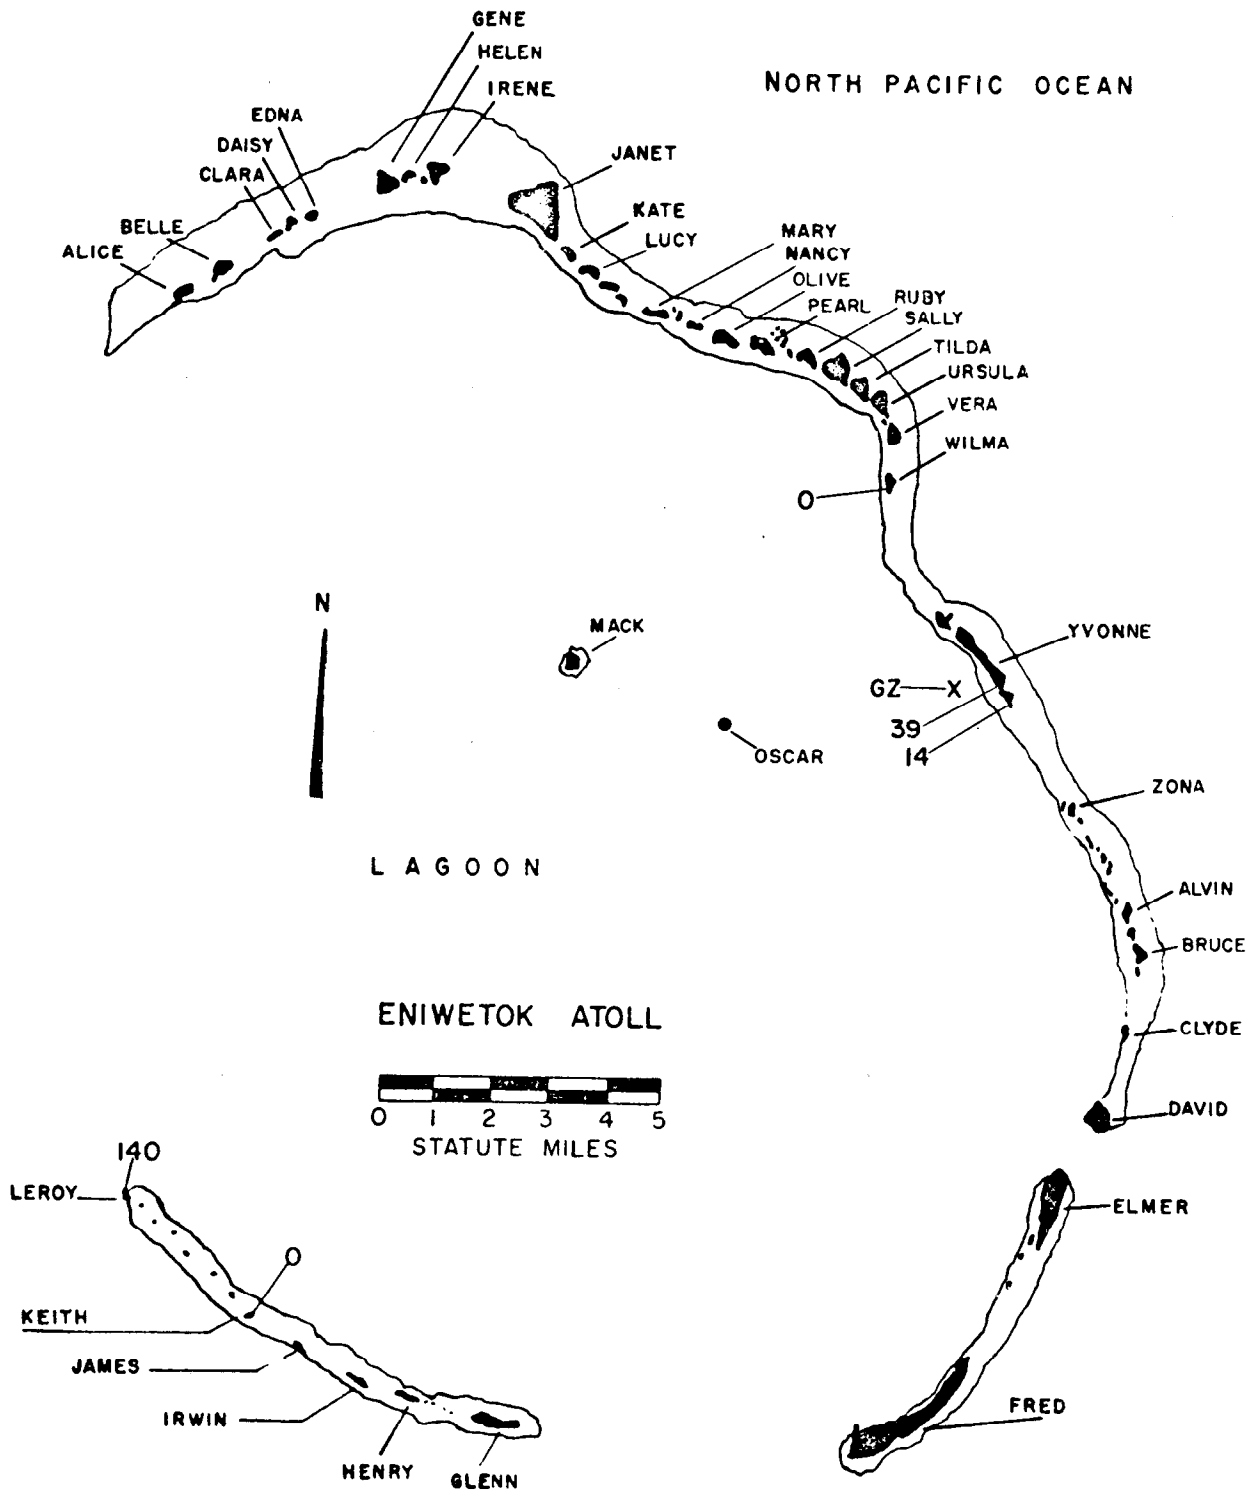 GENE
HELEN
IRENE
NORTH PACIFIC OCEAN
EDNA
DAISY
CLARA
BELLE
ALICE
JANET
KATE
LUCY
MARY
NANCY
OLIVE
PEARL
RUBY
SALLY
TILDA
URSULA
VERA
WILMA
0
N
MACK
YVONNE
GZ X
39
14
OSCAR
ZONA
LAGOON
ALVIN
BRUCE
ENIWETOK ATOLL
CLYDE
0 1 2 3 4 5
STATUTE MILES
DAVID
140
LEROY
ELMER
0
KEITH
JAMES
IRWIN
FRED
HENRY
GLENN